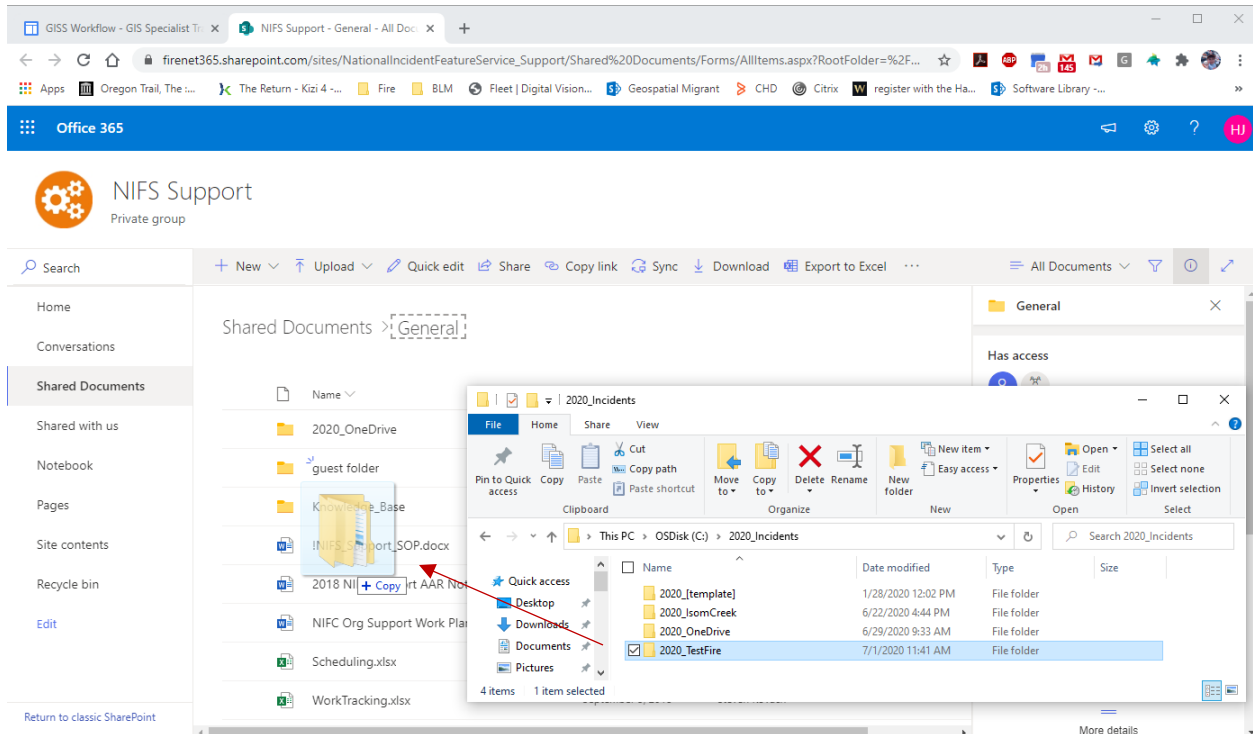 GISS Workflow - GIS Specialist Tr
NIFS Support - General - All Doc
firenet365.sharepoint.com/sites/NationalIncidentFeatureService_Support/Shared%20Documents/Forms/AllItems.aspx?RootFolder=%2F...
ABP 2h 145 G
Apps Oregon Trail, The :... The Return - Kizi 4 -... Fire BLM Fleet | Digital Vision... Geospatial Migrant CHD Citrix W register with the Ha... Software Library -... »
Office 365 ? HJ
NIFS Support
Private group
Search
+ New Upload Quick edit Share Copy link Sync Download Export to Excel ··· All Documents
Home
Conversations
Shared Documents
Shared with us
Notebook
Pages
Site contents
Recycle bin
Edit
Return to classic SharePoint
Shared Documents > General
Name
2020_OneDrive
guest folder
Knowledge_Base
!NIFS_Support_SOP.docx
2018 NI rt AAR Not
+ Copy
NIFC Org Support Work Plan
Scheduling.xlsx
WorkTracking.xlsx
General
Has access
More details
2020_Incidents
File Home Share View
Pin to Quick access
Copy
Paste
Cut
Copy path
Paste shortcut
Clipboard
Move to
Copy to
Delete
Rename
Organize
New folder
New item
Easy access
New
Properties
Open
Edit
History
Open
Select all
Select none
Invert selection
Select
This PC > OSDisk (C:) > 2020_Incidents
Search 2020_Incidents
Quick access
Desktop
Downloads
Documents
Pictures
Name Date modified Type Size
2020_[template] 1/28/2020 12:02 PM File folder
2020_IsomCreek 6/22/2020 4:44 PM File folder
2020_OneDrive 6/29/2020 9:33 AM File folder
2020_TestFire 7/1/2020 11:41 AM File folder
4 items 1 item selected